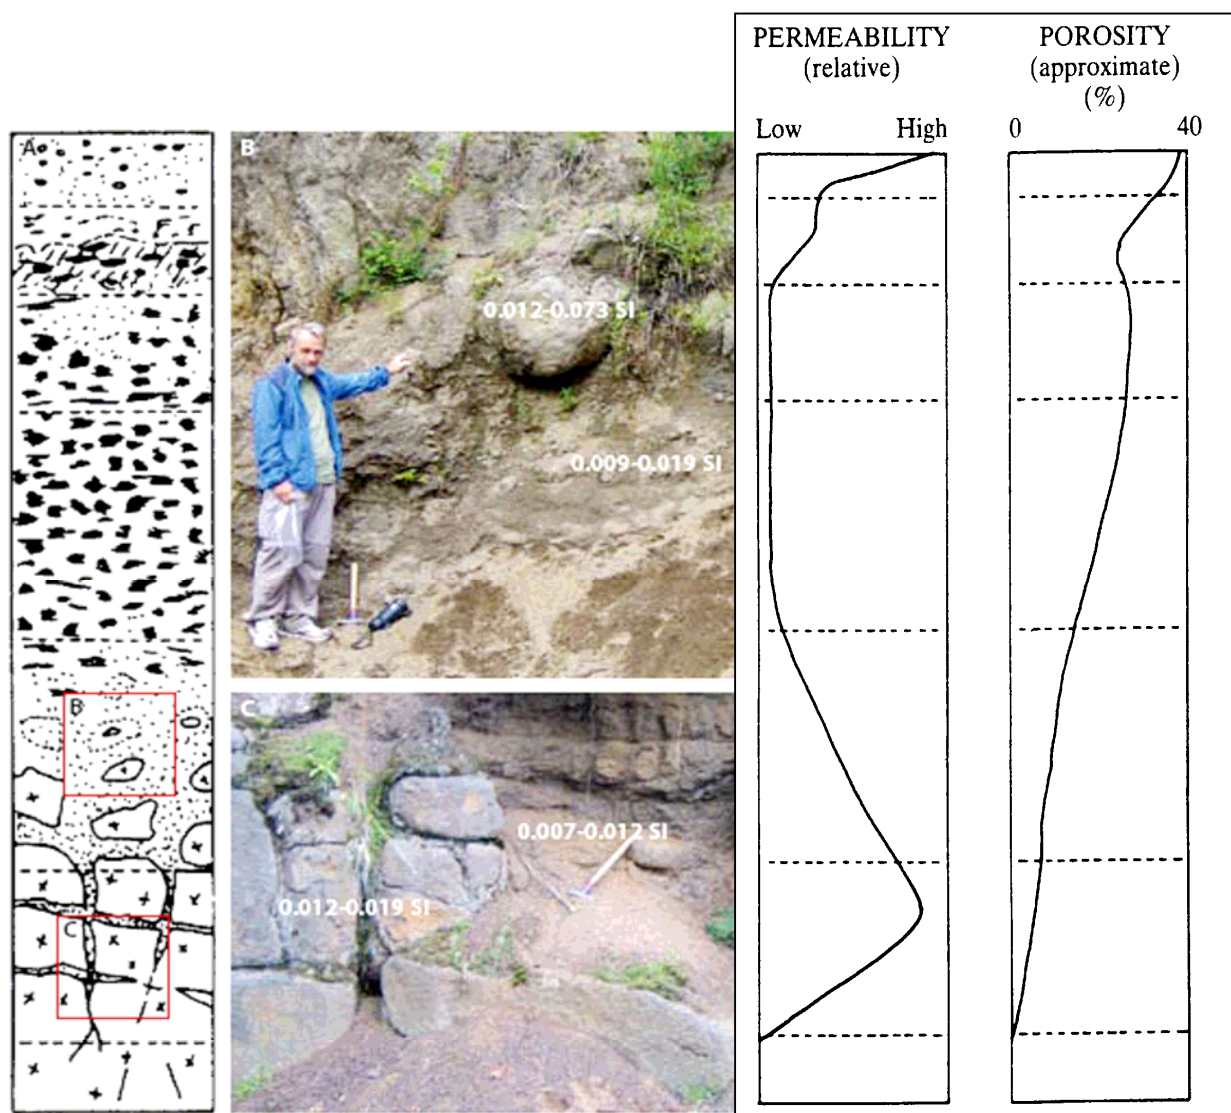 PERMEABILITY
(relative)
Low High
POROSITY
(approximate)
(%)
0 40
A
B
C
B
0.012-0.073 SI
0.009-0.019 SI
C
0.007-0.012 SI
0.012-0.019 SI